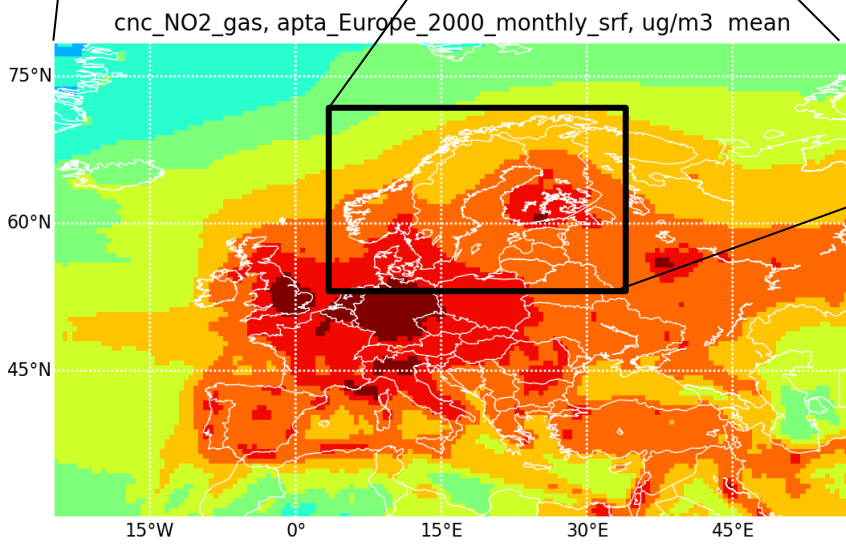 cnc_NO2_gas, apta_Europe_2000_monthly_srf, ug/m3  mean
75°N
60°N
45°N
15°W
0°
15°E
30°E
45°E